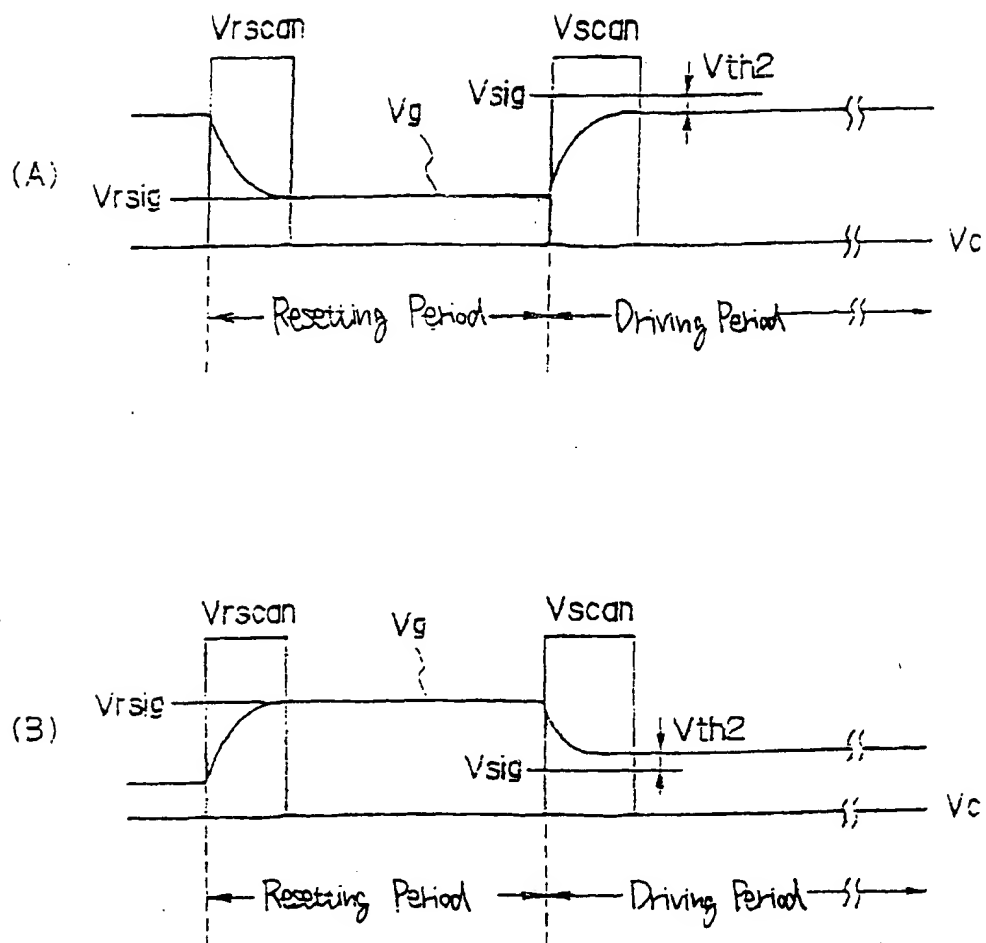 Vrscan
Vscan
Vth2
Vsig
Vg
(A)
Vrsig
Vc
Resetting Period
Driving Period
Vrscan
Vscan
Vg
Vrsig
(B)
Vth2
Vsig
Vc
Resetting Period
Driving Period